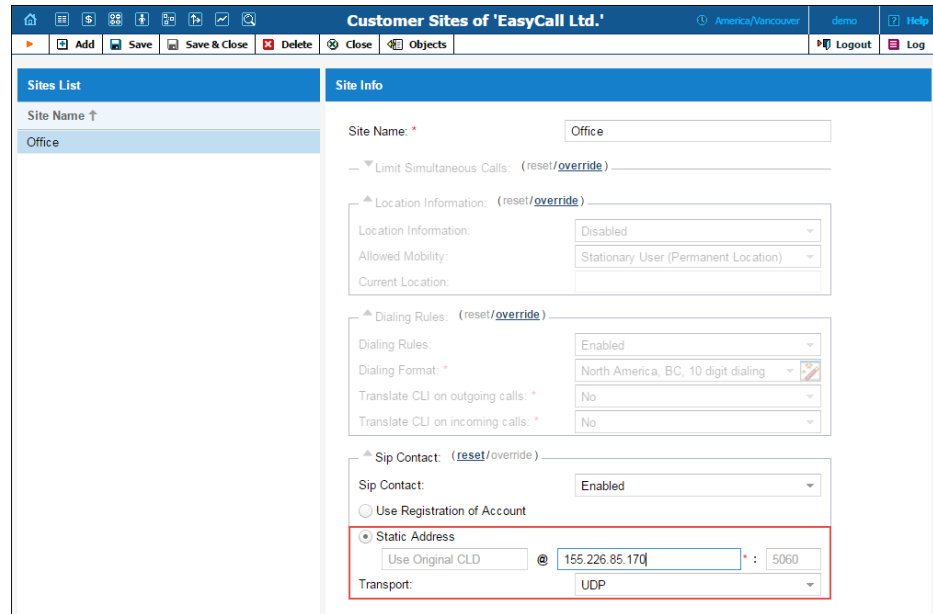 Customer Sites of 'EasyCall Ltd.' America/Vancouver demo ? Help
Add Save Save & Close Delete Close Objects Logout Log
Sites List Site Info
Site Name
Office
Site Name: * Office
Limit Simultaneous Calls: (reset/override)
Location Information: (reset/override)
Location Information: Disabled
Allowed Mobility: Stationary User (Permanent Location)
Current Location:
Dialing Rules: (reset/override)
Dialing Rules: Enabled
Dialing Format: * North America, BC, 10 digit dialing
Translate CLI on outgoing calls: * No
Translate CLI on incoming calls: * No
Sip Contact: (reset/override)
Sip Contact: Enabled
Use Registration of Account
Static Address
Use Original CLD @ 155.226.85.170 * : 5060
Transport: UDP